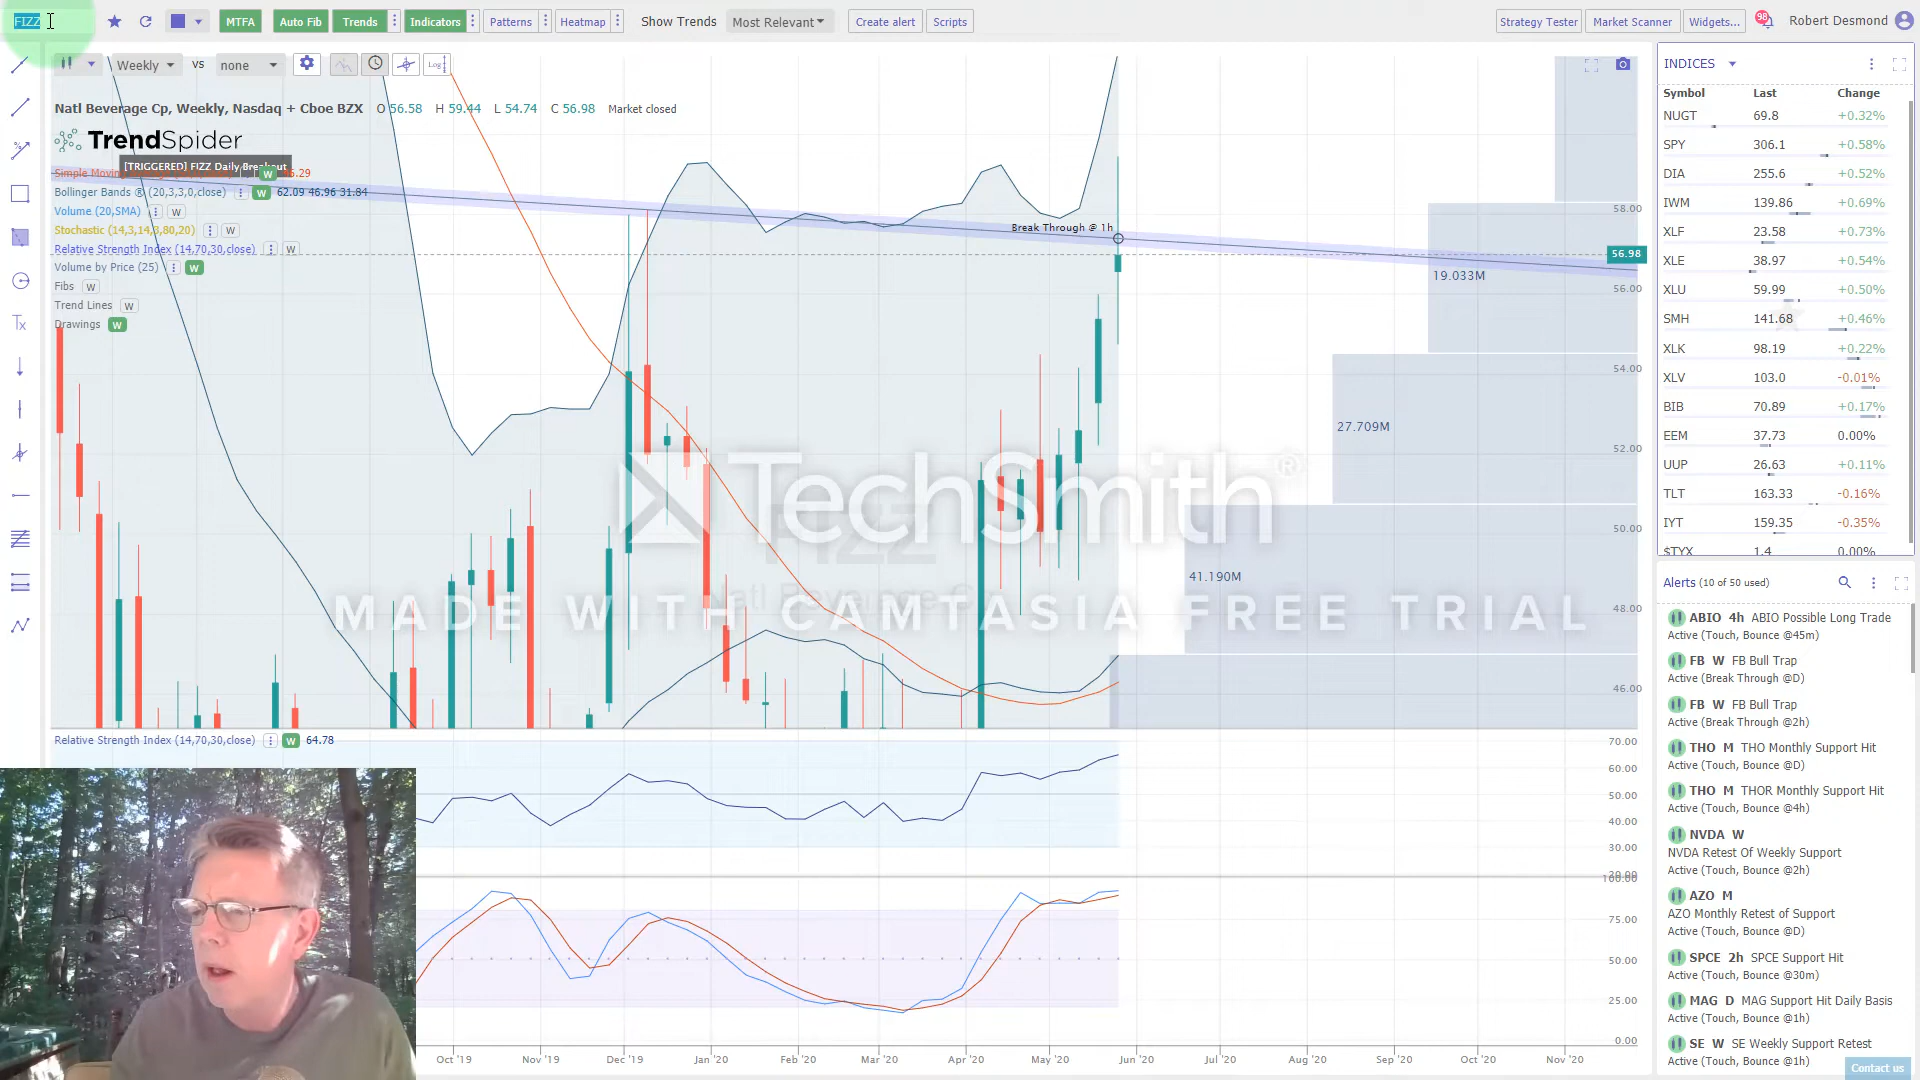 FIZZ MTFA Auto Fib Trends Indicators Patterns Heatmap Show Trends Most Relevant Create alert Scripts Strategy Tester Market Scanner Widgets... 98 Robert Desmond
Weekly vs none Log
Natl Beverage Cp, Weekly, Nasdaq + Cboe BZX O 56.58 H 59.44 L 54.74 C 56.98 Market closed
TrendSpider
[TRIGGERED] FIZZ Daily Breakout
Bollinger Bands ® (20,3,3,0,close) W 62.09 46.96 31.84
Volume (20,SMA) W
Stochastic (14,3,14,3,80,20) W
Relative Strength Index (14,70,30,close) W
Volume by Price (25) W
Fibs W
Trend Lines W
Drawings W
Break Through @ 1h
58.00
56.98
56.00
54.00
52.00
50.00
48.00
46.00
19.033M
27.709M
41.190M
FIZZ
Natl Beverage
TechSmith®
MADE WITH CAMTASIA FREE TRIAL
Relative Strength Index (14,70,30,close) W 64.78
70.00
60.00
50.00
40.00
30.00
100.00
75.00
50.00
25.00
0.00
Oct '19 Nov '19 Dec '19 Jan '20 Feb '20 Mar '20 Apr '20 May '20 Jun '20 Jul '20 Aug '20 Sep '20 Oct '20 Nov '20
INDICES
Symbol Last Change
NUGT 69.8 +0.32%
SPY 306.1 +0.58%
DIA 255.6 +0.52%
IWM 139.86 +0.69%
XLF 23.58 +0.73%
XLE 38.97 +0.54%
XLU 59.99 +0.50%
SMH 141.68 +0.46%
XLK 98.19 +0.22%
XLV 103.0 -0.01%
BIB 70.89 +0.17%
EEM 37.73 0.00%
UUP 26.63 +0.11%
TLT 163.33 -0.16%
IYT 159.35 -0.35%
$TYX 1.4 0.00%
Alerts (10 of 50 used)
ABIO 4h ABIO Possible Long Trade
Active (Touch, Bounce @45m)
FB W FB Bull Trap
Active (Break Through @D)
FB W FB Bull Trap
Active (Break Through @2h)
THO M THO Monthly Support Hit
Active (Touch, Bounce @D)
THO M THOR Monthly Support Hit
Active (Touch, Bounce @4h)
NVDA W
NVDA Retest Of Weekly Support
Active (Touch, Bounce @2h)
AZO M
AZO Monthly Retest of Support
Active (Touch, Bounce @D)
SPCE 2h SPCE Support Hit
Active (Touch, Bounce @30m)
MAG D MAG Support Hit Daily Basis
Active (Touch, Bounce @1h)
SE W SE Weekly Support Retest
Active (Touch, Bounce @1h)
Contact us